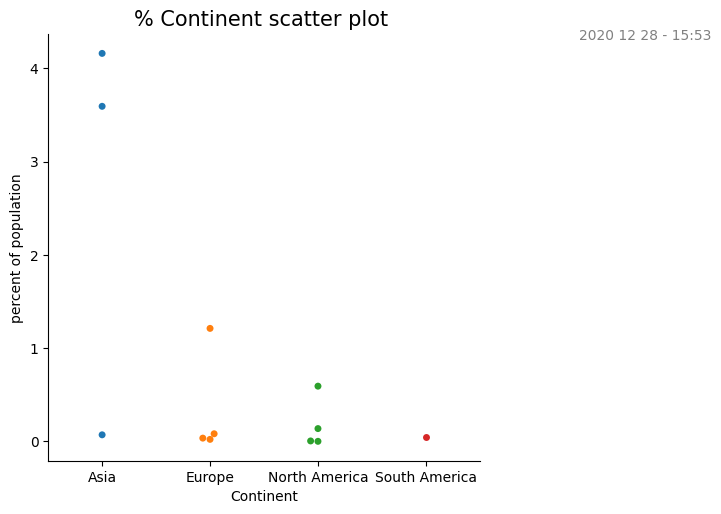 % Continent scatter plot
2020 12 28 - 15:53
4
3
2
1
0
percent of population
Asia
Europe
North America
South America
Continent